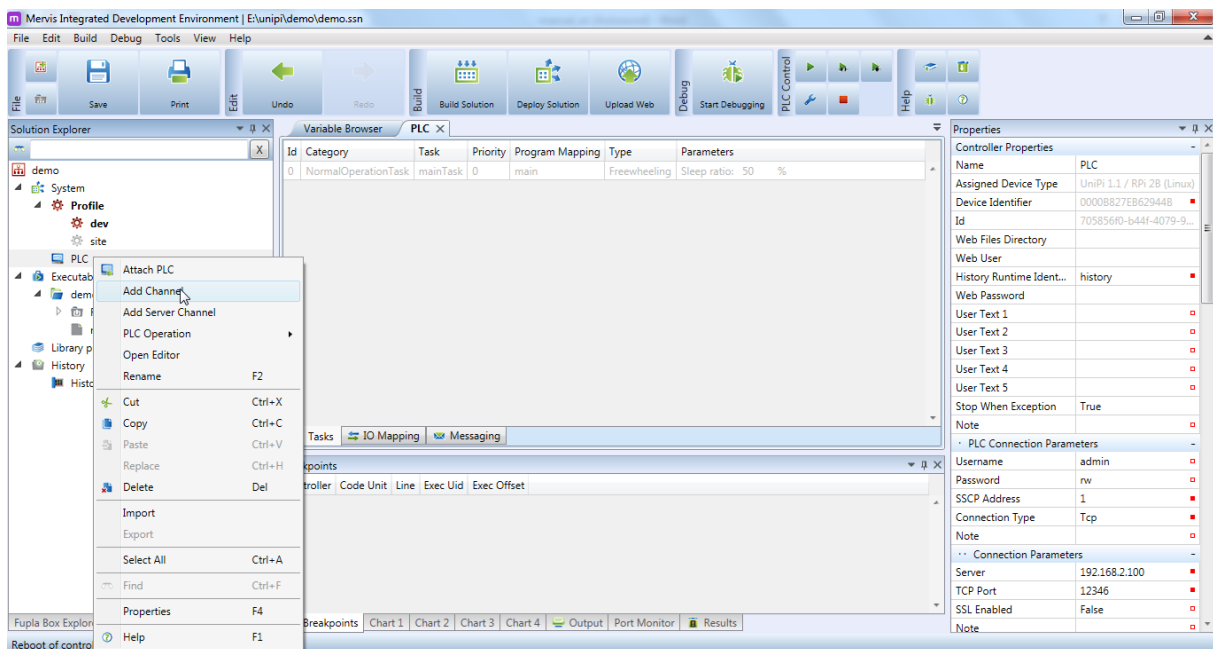 Mervis Integrated Development Environment | E:\unipi\demo\demo.ssn
File Edit Build Debug Tools View Help
File Save Print Edit Undo Redo Build Build Solution Deploy Solution Upload Web Debug Start Debugging PLC Control Help
Solution Explorer
X
demo
System
Profile
dev
site
PLC
Executab
dem
Library p
History
Histo
Fupla Box Explor
Reboot of control
Attach PLC
Add Channel
Add Server Channel
PLC Operation
Open Editor
Rename F2
Cut Ctrl+X
Copy Ctrl+C
Paste Ctrl+V
Replace Ctrl+H
Delete Del
Import
Export
Select All Ctrl+A
Find Ctrl+F
Properties F4
Help F1
Variable Browser PLC
Id Category Task Priority Program Mapping Type Parameters
0 NormalOperationTask mainTask 0 main Freewheeling Sleep ratio: 50 %
Tasks IO Mapping Messaging
kpoints
troller Code Unit Line Exec Uid Exec Offset
Breakpoints Chart 1 Chart 2 Chart 3 Chart 4 Output Port Monitor Results
Properties
Controller Properties
Name PLC
Assigned Device Type UniPi 1.1 / RPi 2B (Linux)
Device Identifier 00008827EB62944B
Id 705856f0-b44f-4079-9...
Web Files Directory
Web User
History Runtime Ident... history
Web Password
User Text 1
User Text 2
User Text 3
User Text 4
User Text 5
Stop When Exception True
Note
· PLC Connection Parameters
Username admin
Password rw
SSCP Address 1
Connection Type Tcp
Note
·· Connection Parameters
Server 192.168.2.100
TCP Port 12346
SSL Enabled False
Note